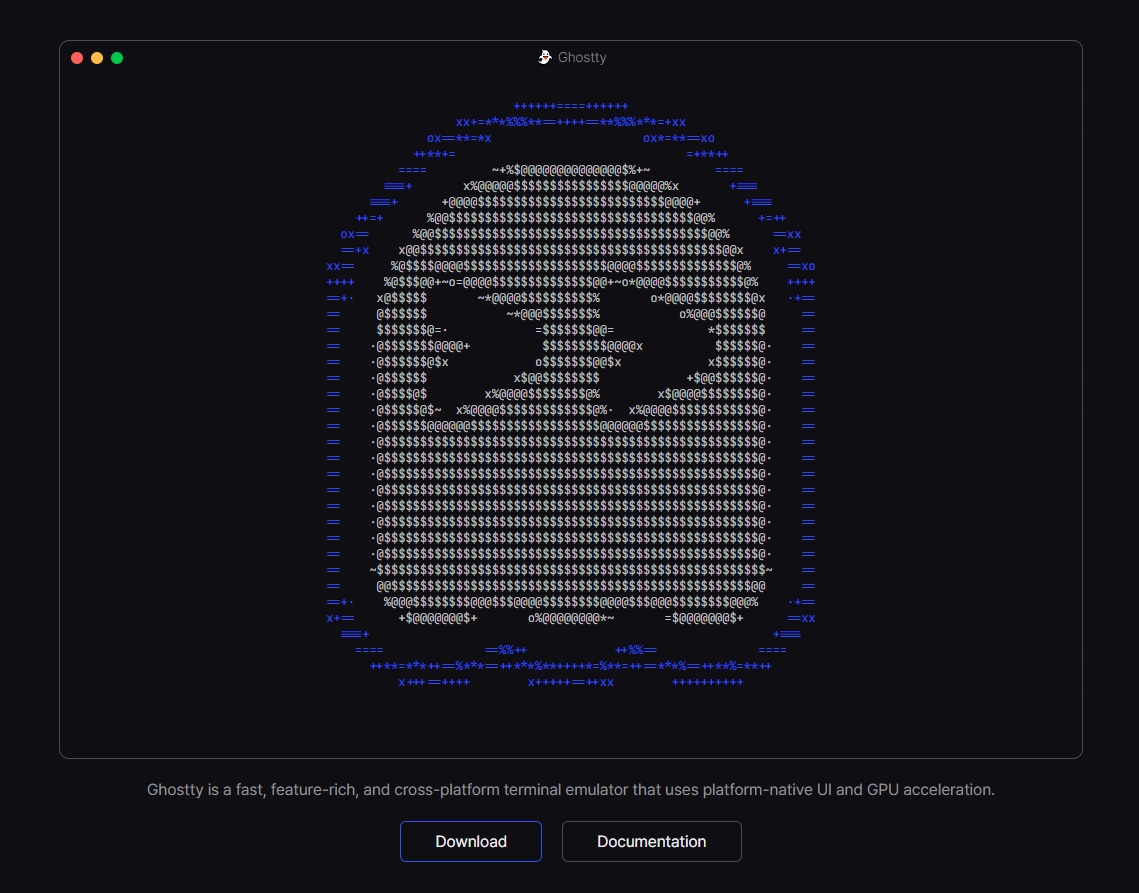 Ghostty
Ghostty is a fast, feature-rich, and cross-platform terminal emulator that uses platform-native UI and GPU acceleration.
Download
Documentation